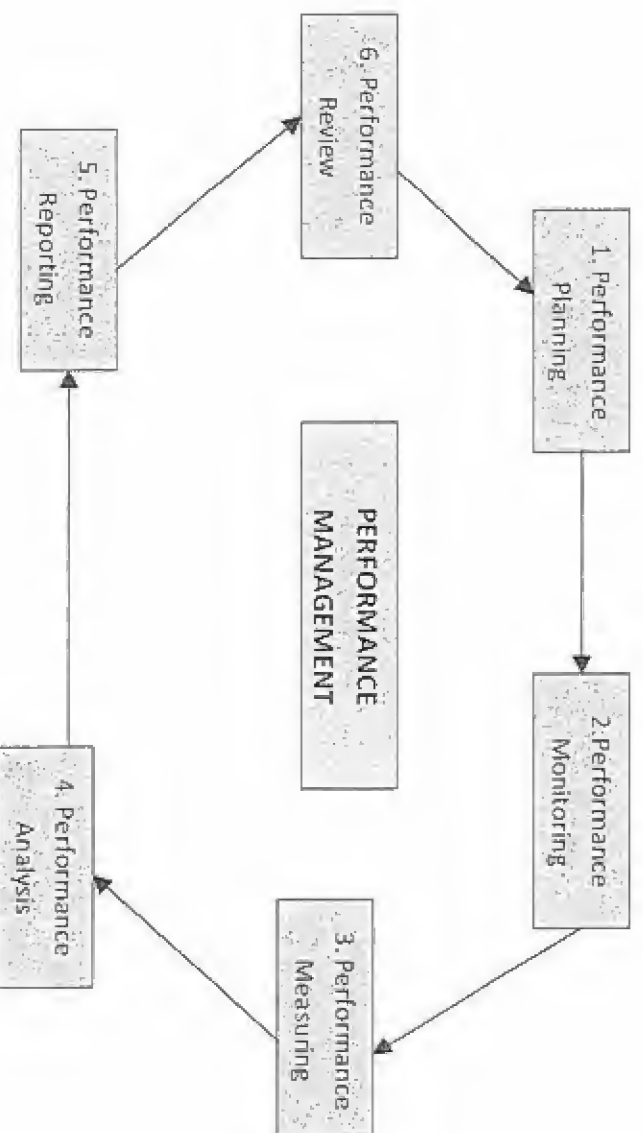 1. Performance
Planning
2.Performance
Monitoring
3. Performance
Measuring
4. Performance
Analysis
5. Performance
Reporting
6. Performance
Review
PERFORMANCE
MANAGEMENT